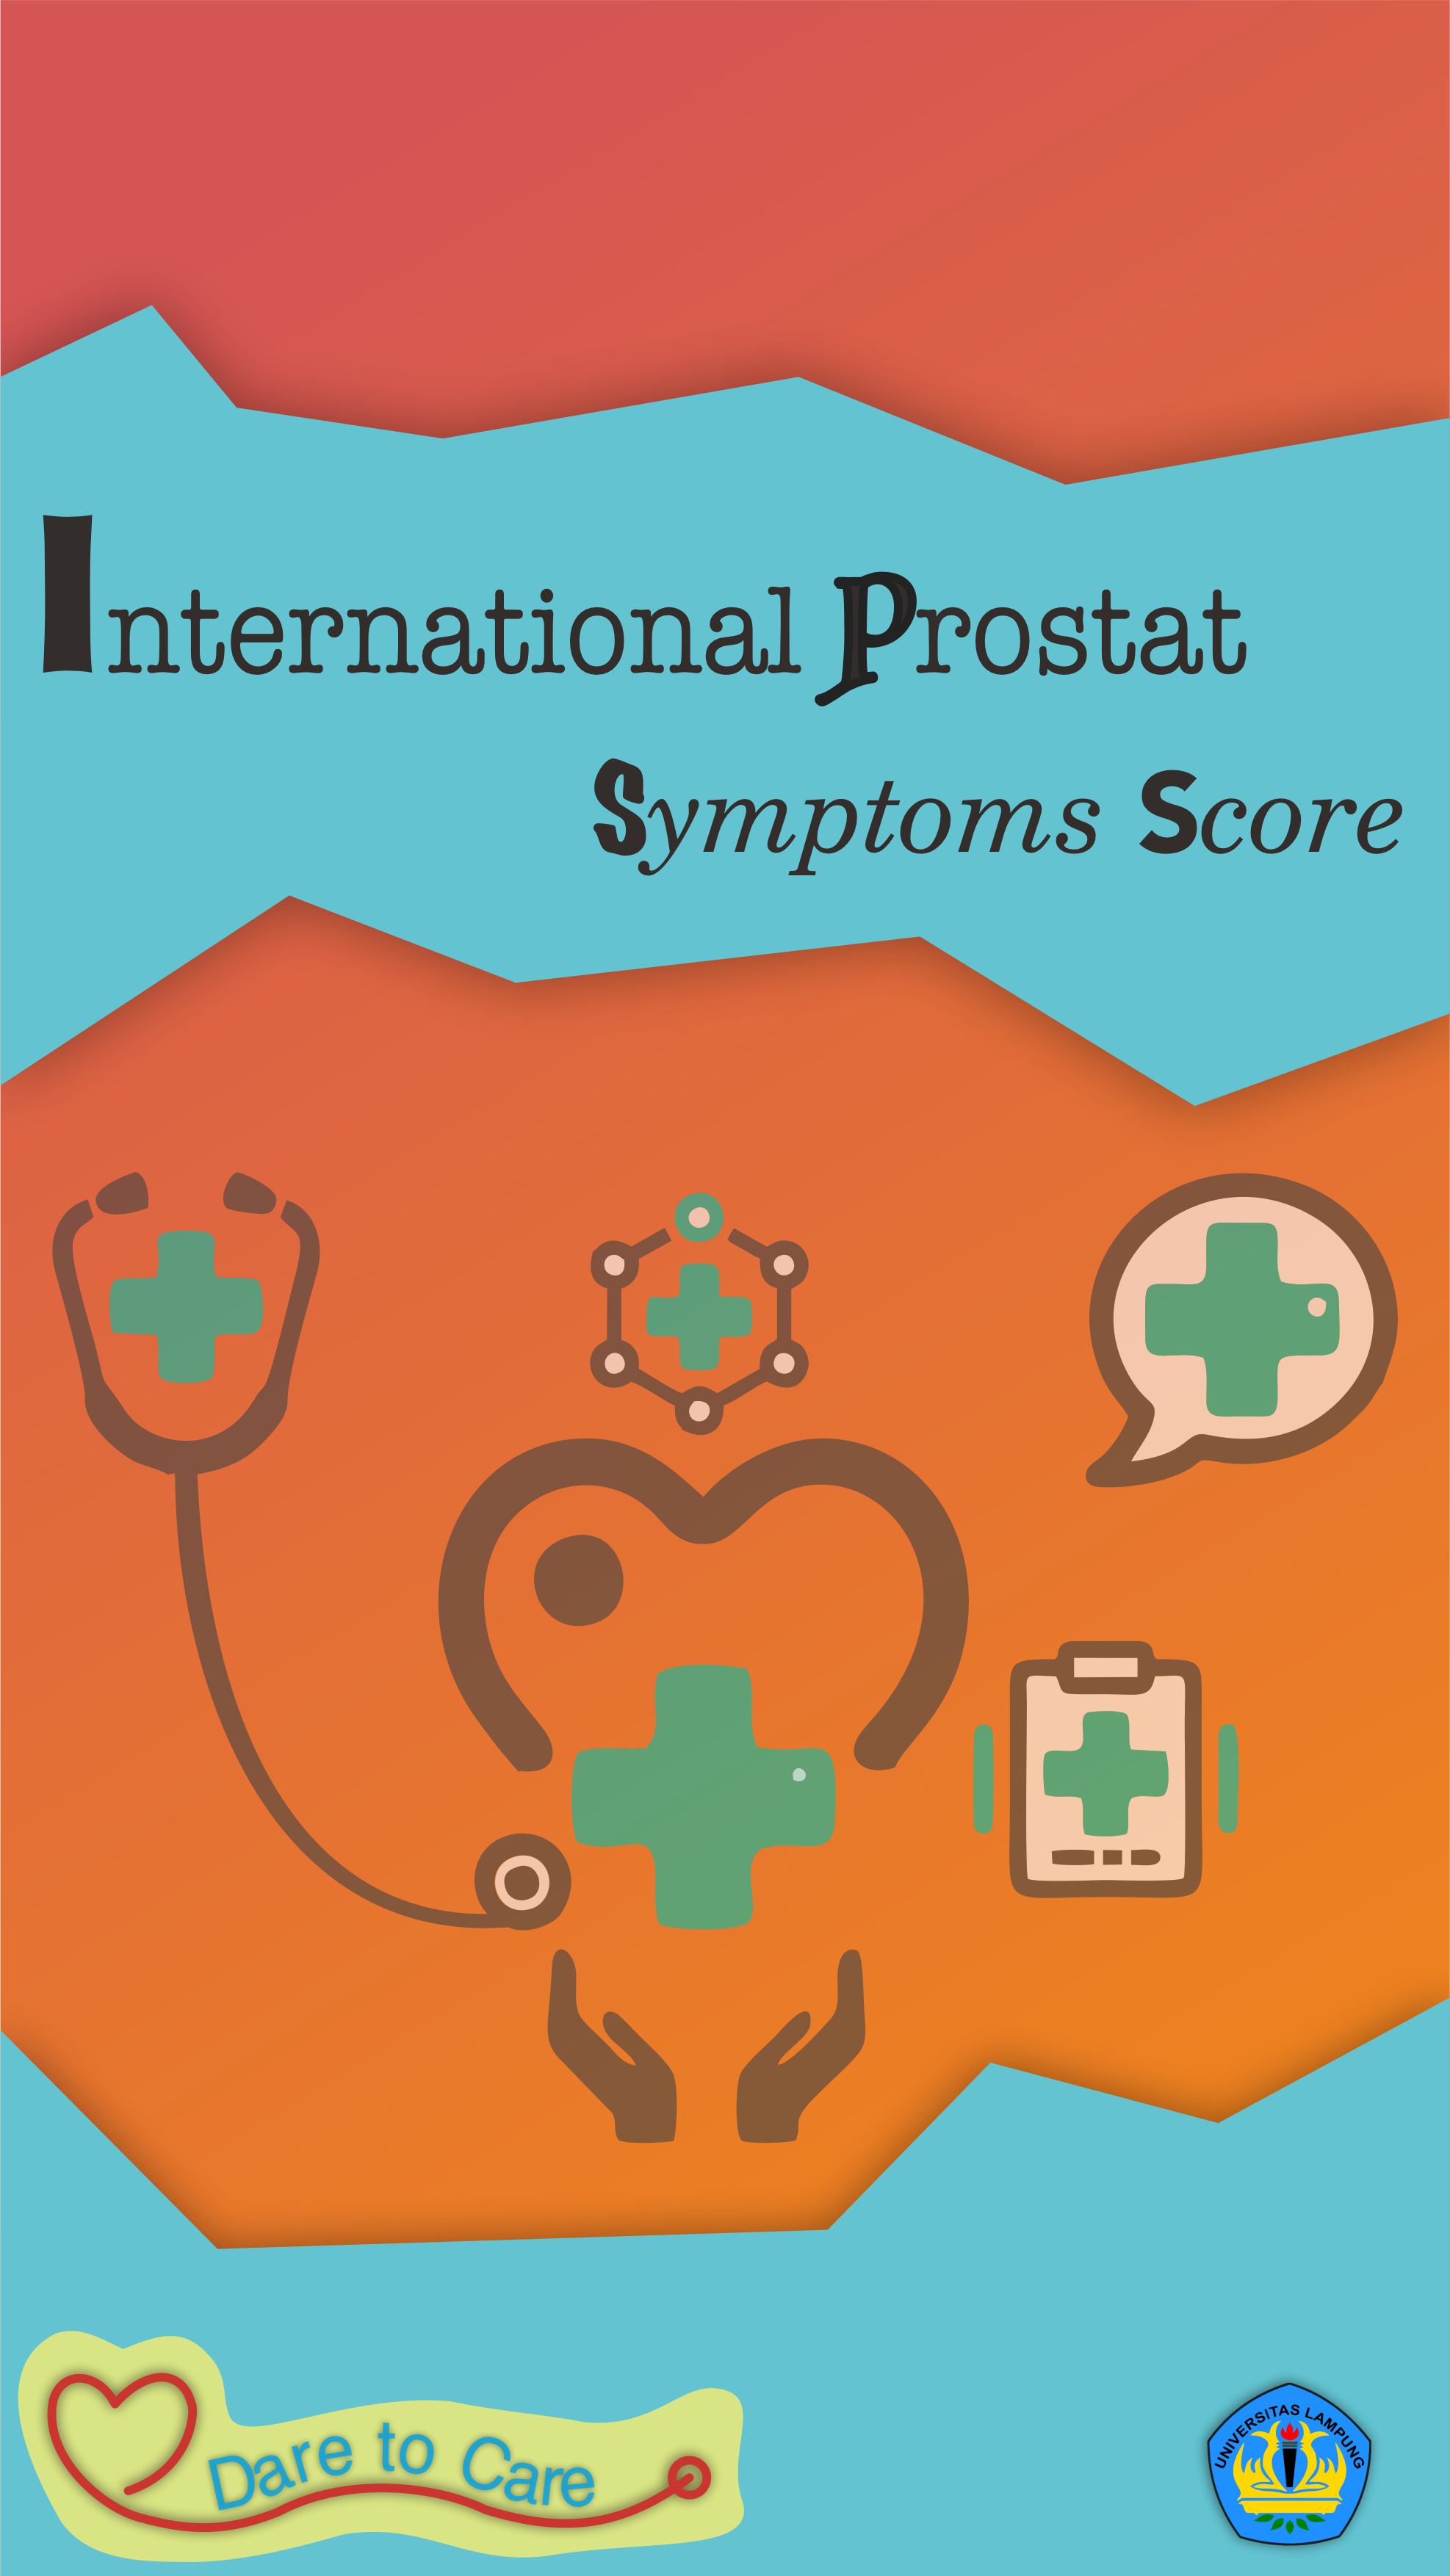 International Prostat
Symptoms Score
Dare to Care
UNIVERSITAS LAMPUNG